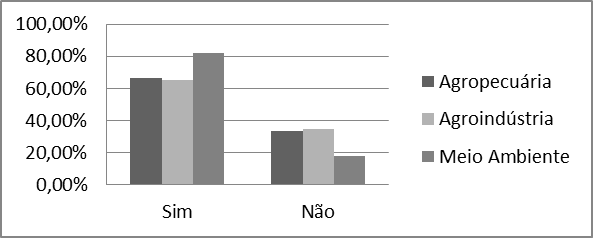 100,00%
80,00%
60,00%
40,00%
20,00%
0,00%
Sim
Não
Agropecuária
Agroindústria
Meio Ambiente